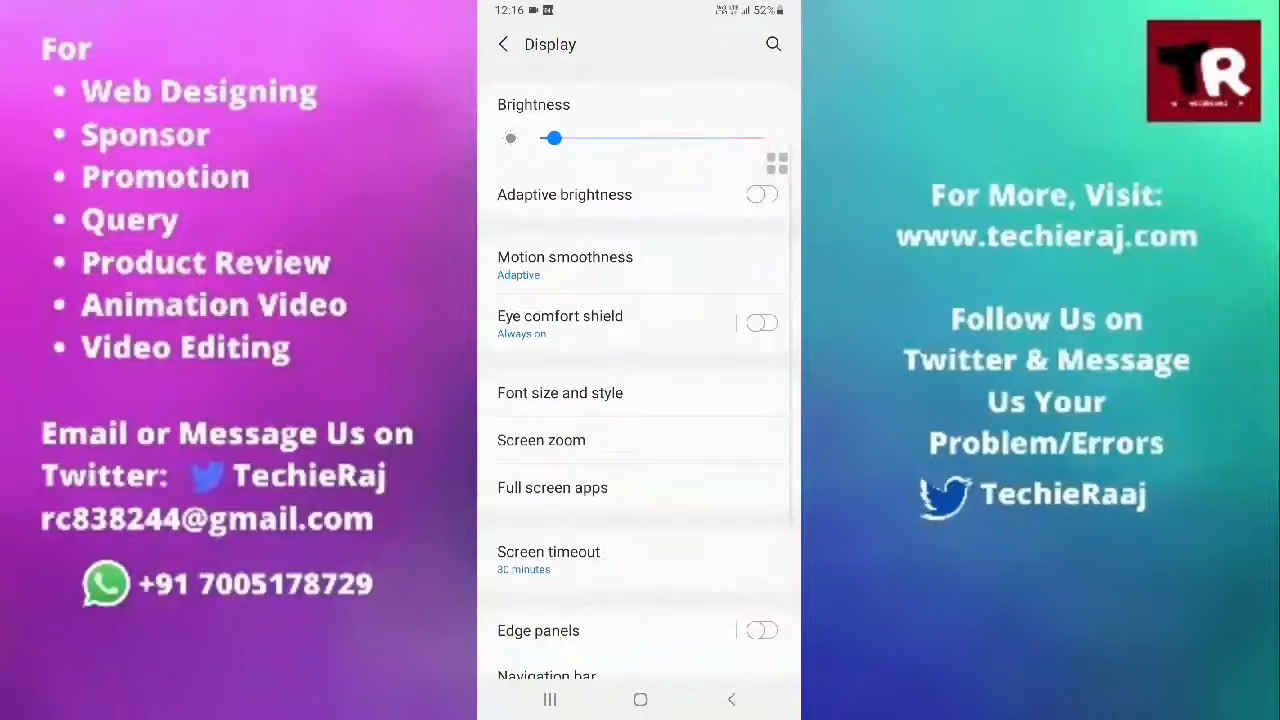 For
• Web Designing
• Sponsor
• Promotion
• Query
• Product Review
• Animation Video
• Video Editing
Email or Message Us on
Twitter: TechieRaj
rc838244@gmail.com
+91 7005178729
12:16
52%
Display
Brightness
Adaptive brightness
Motion smoothness
Adaptive
Eye comfort shield
Always on
Font size and style
Screen zoom
Full screen apps
Screen timeout
30 minutes
Edge panels
Navigation bar
TR
For More, Visit:
www.techieraj.com
Follow Us on
Twitter & Message
Us Your
Problem/Errors
TechieRaaj